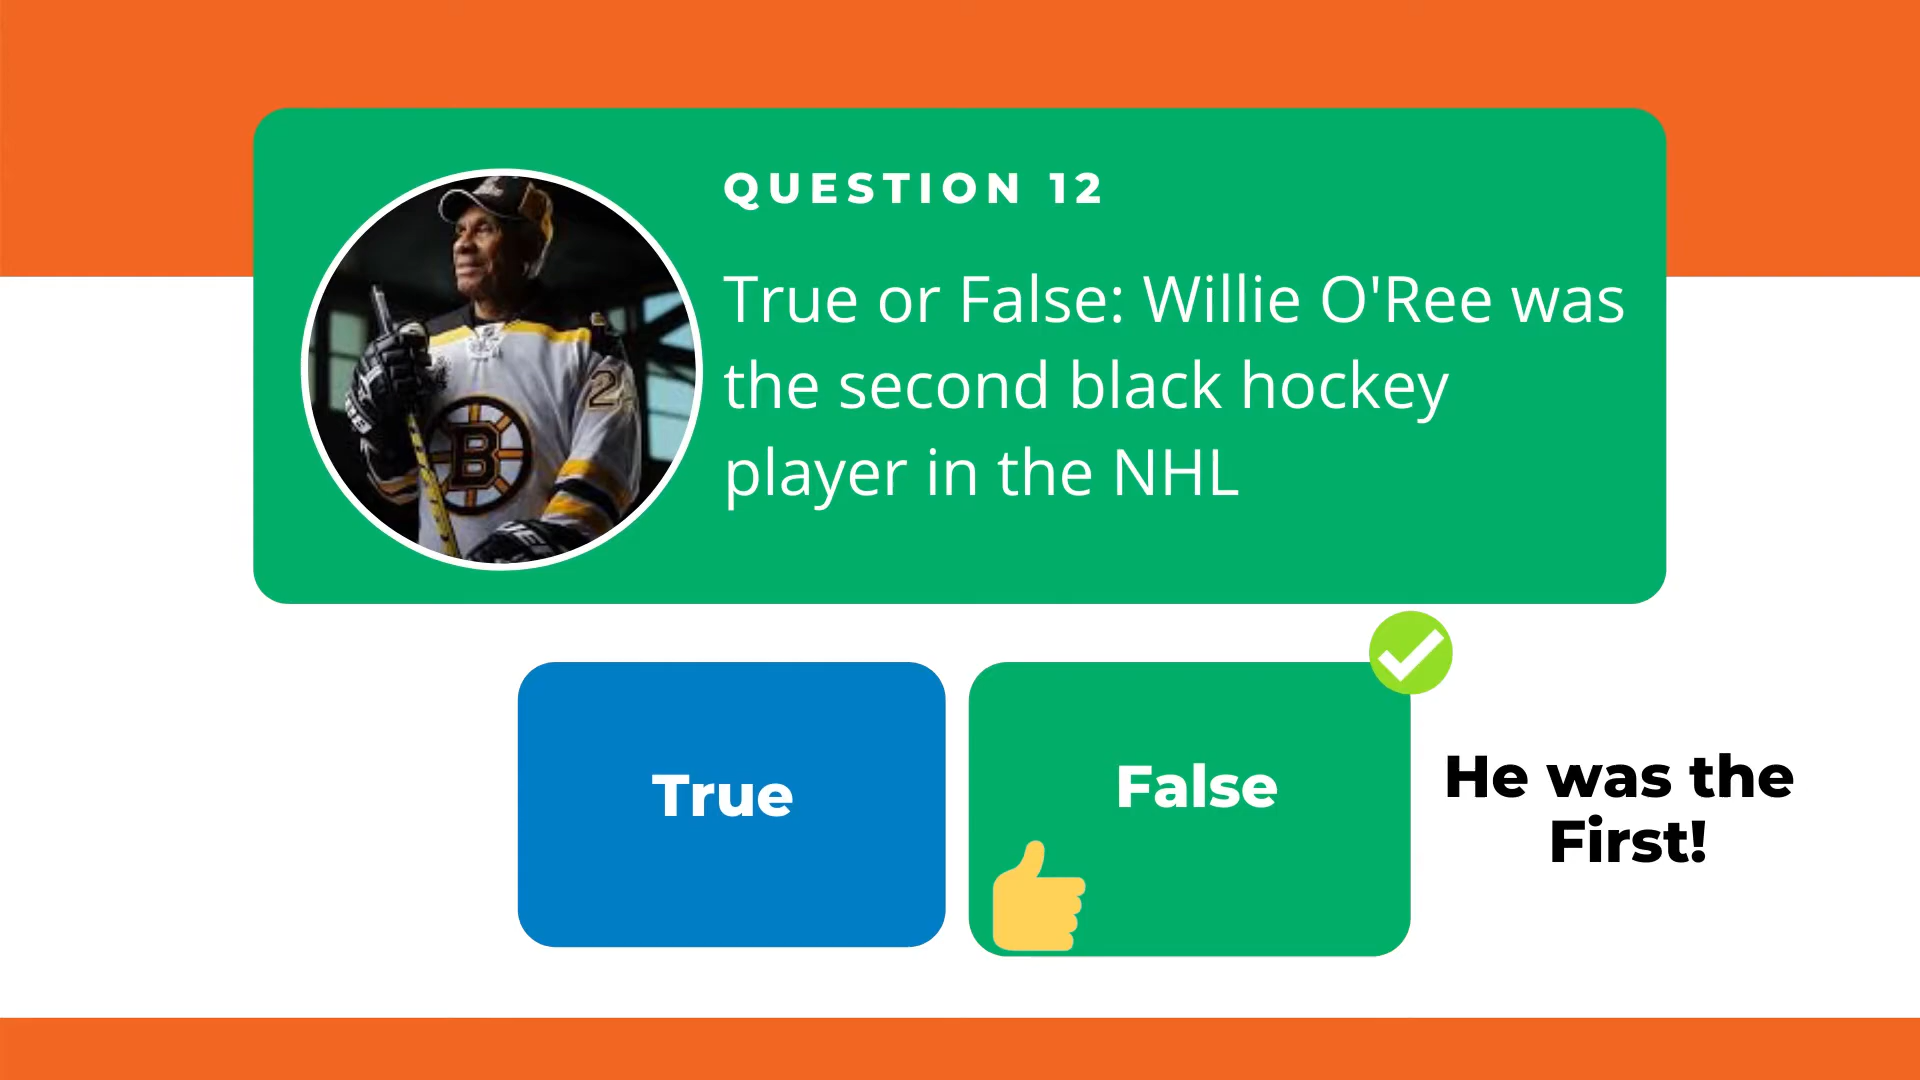 QUESTION 12
True or False: Willie O'Ree was
the second black hockey
player in the NHL
B
2
True
False
He was the
First!